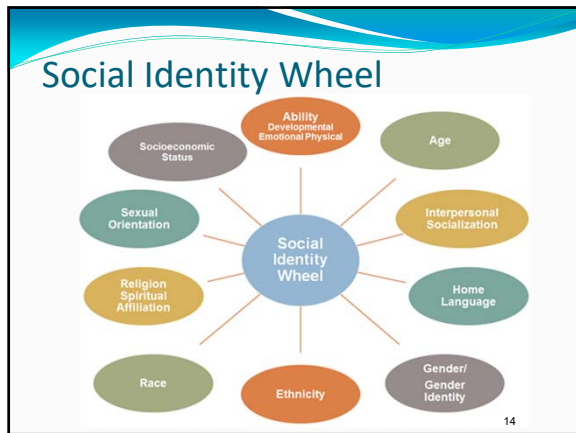 Social Identity Wheel
Ability
Developmental
Emotional Physical
Age
Interpersonal
Socialization
Home
Language
Gender/
Gender
Identity
Ethnicity
Race
Religion
Spiritual
Affiliation
Sexual
Orientation
Socioeconomic
Status
Social
Identity
Wheel
14